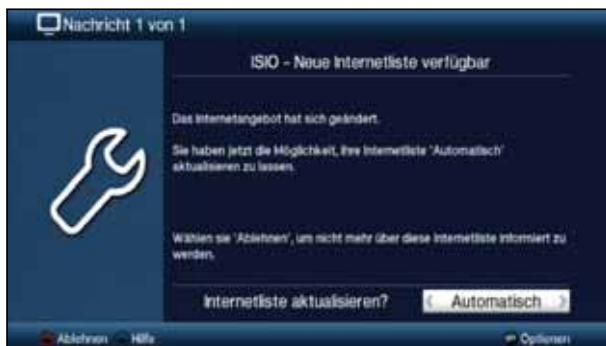 Nachricht 1 von 1
ISIO - Neue Internetliste verfügbar
Das Internetangebot hat sich geändert.
Sie haben jetzt die Möglichkeit, Ihre Internetliste 'Automatisch'
aktualisieren zu lassen.
Wählen sie 'Ablehnen', um nicht mehr über diese Internetliste informiert zu
werden.
Internetliste aktualisieren? Automatisch
Ablehnen Hilfe Optionen